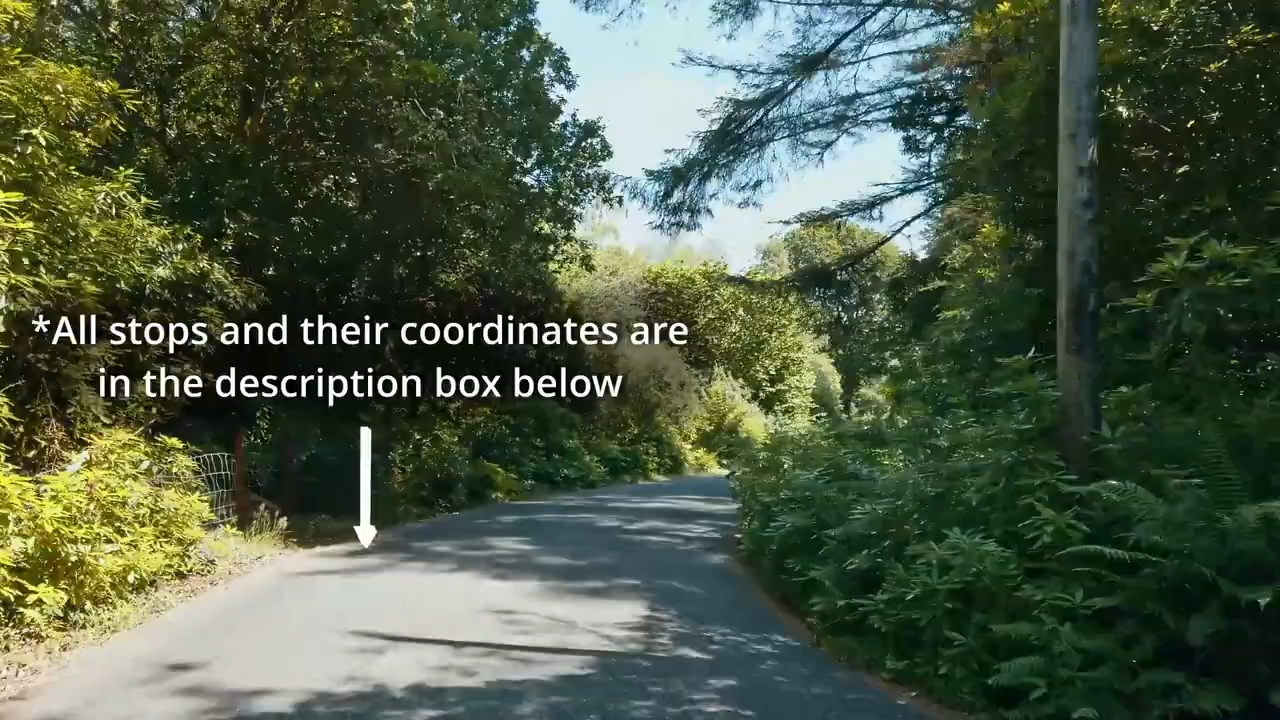 *All stops and their coordinates are
in the description box below